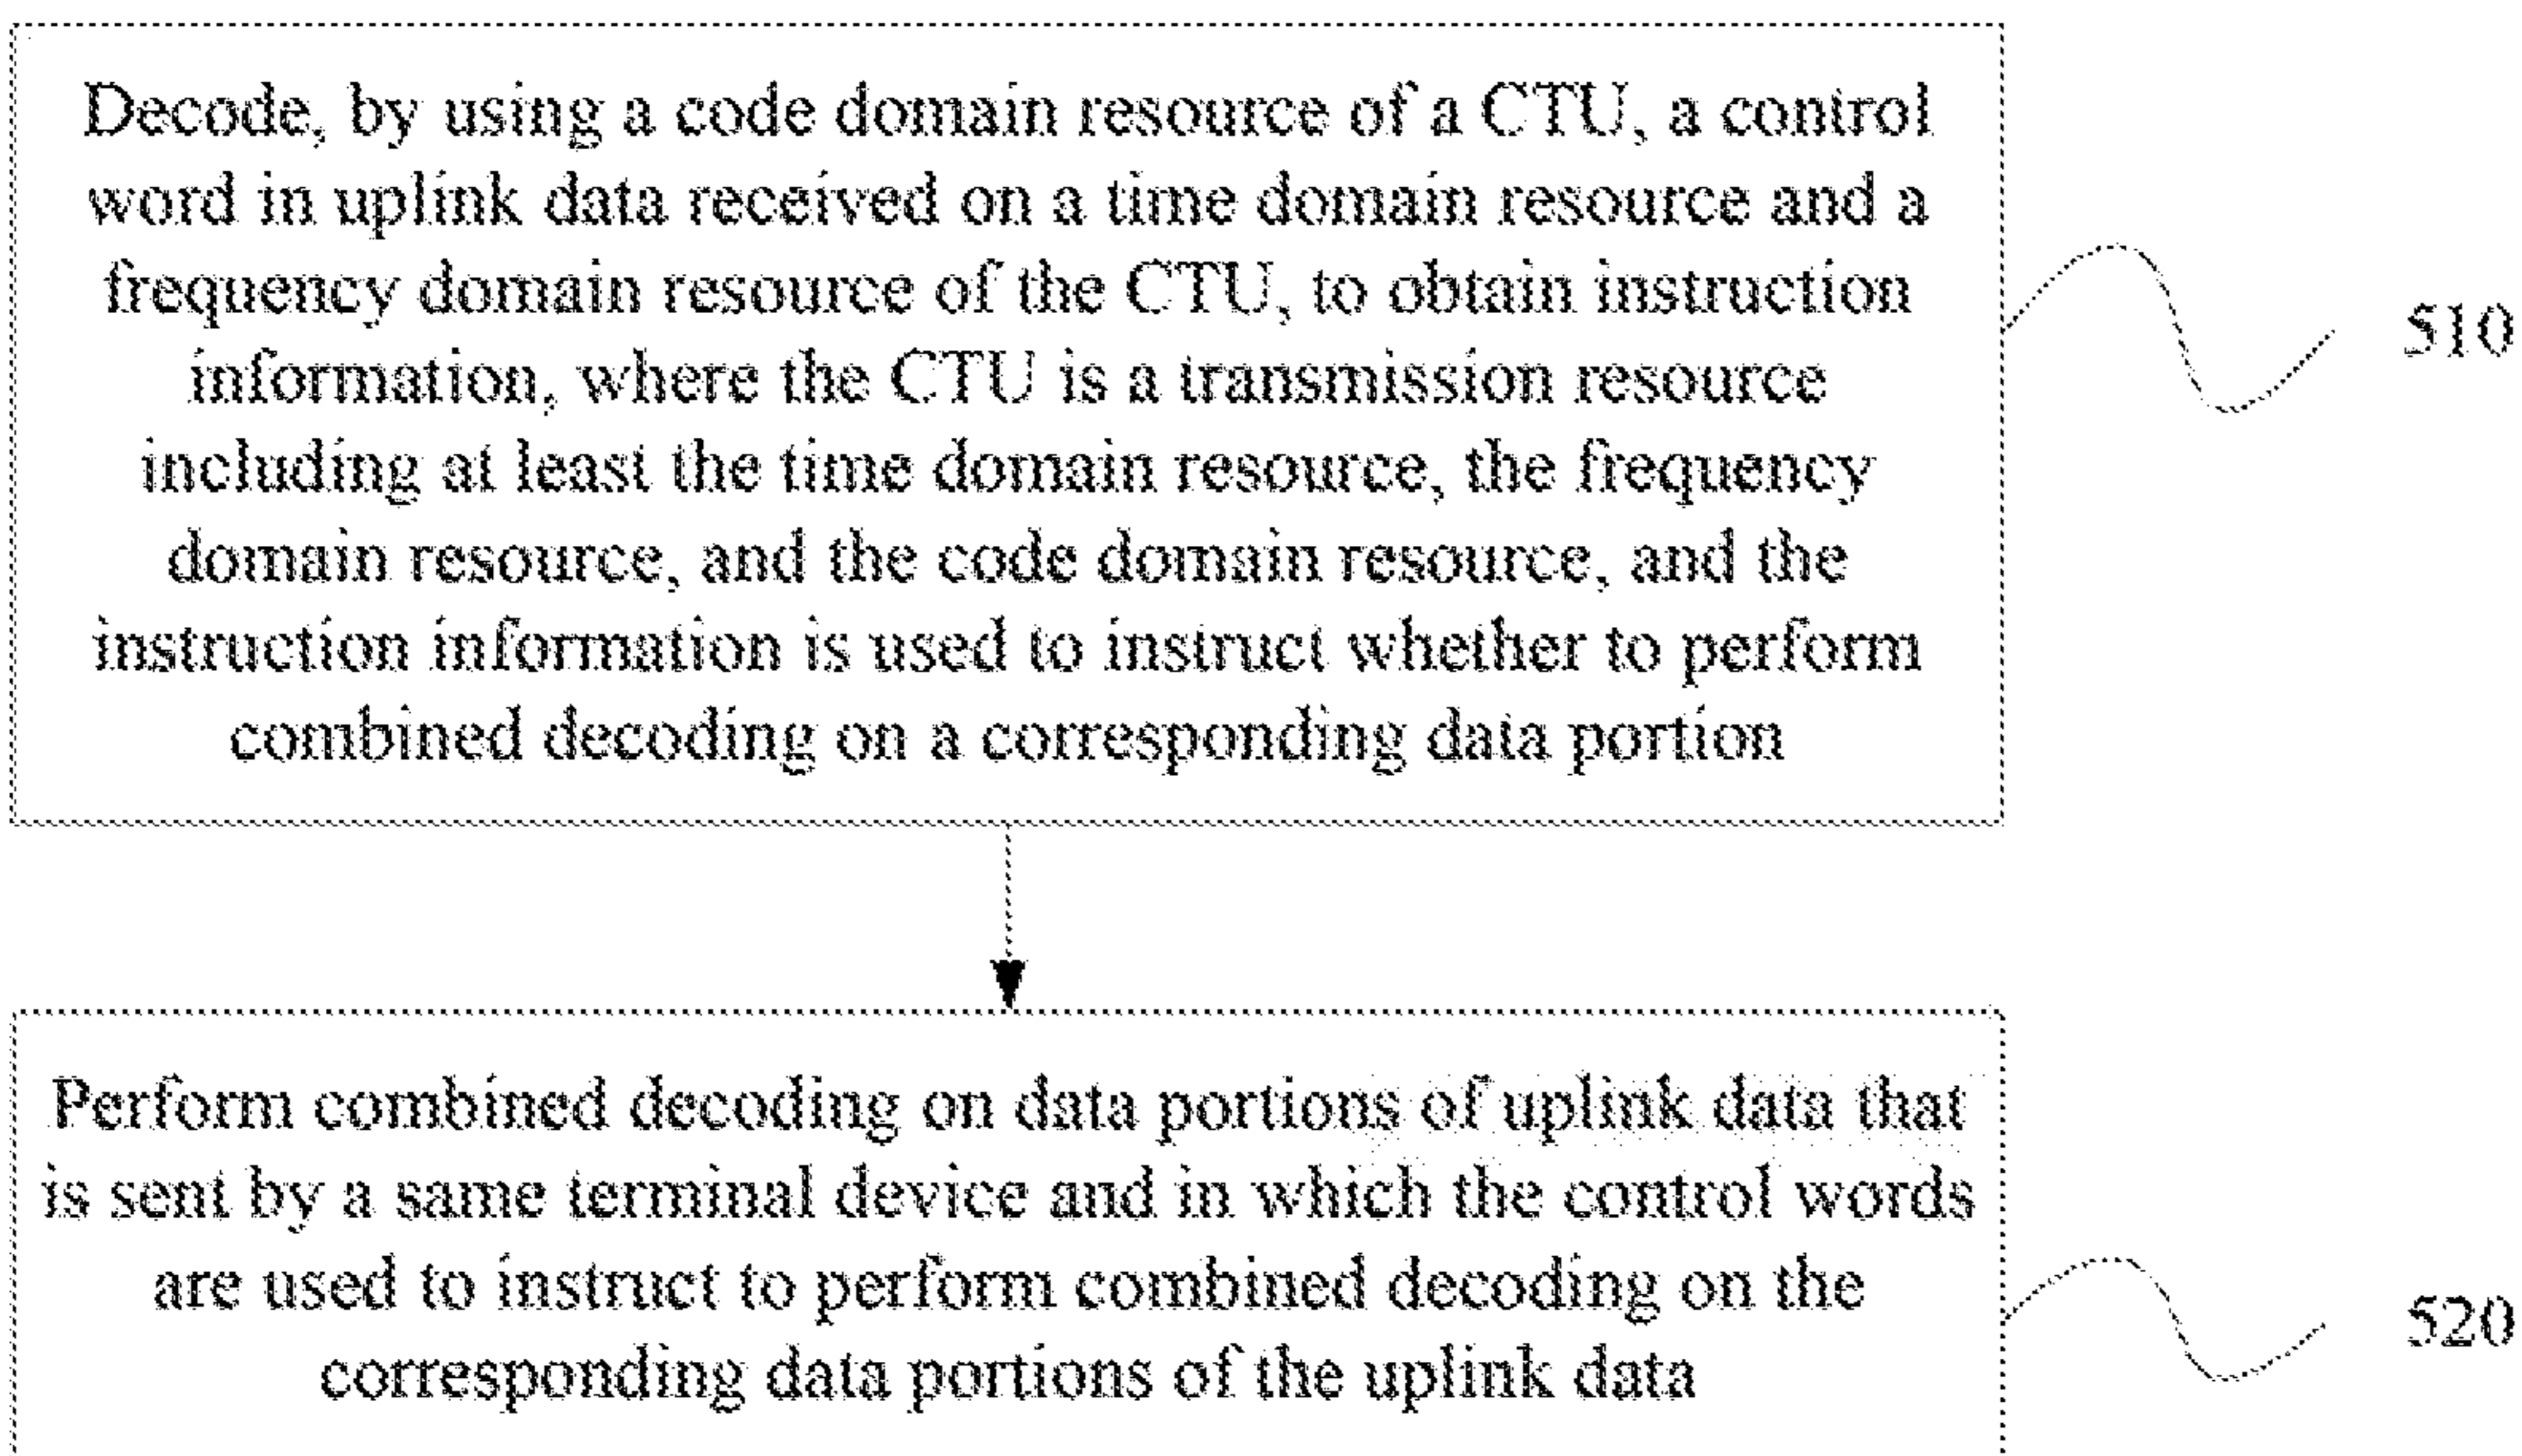 Decode, by using a code domain resource of a CTU, a control
word in uplink data received on a time domain resource and a
frequency domain resource of the CTU, to obtain instruction
information, where the CTU is a transmission resource
including at least the time domain resource, the frequency
domain resource, and the code domain resource, and the
instruction information is used to instruct whether to perform
combined decoding on a corresponding data portion
510
Perform combined decoding on data portions of uplink data that
is sent by a same terminal device and in which the control words
are used to instruct to perform combined decoding on the
corresponding data portions of the uplink data
520